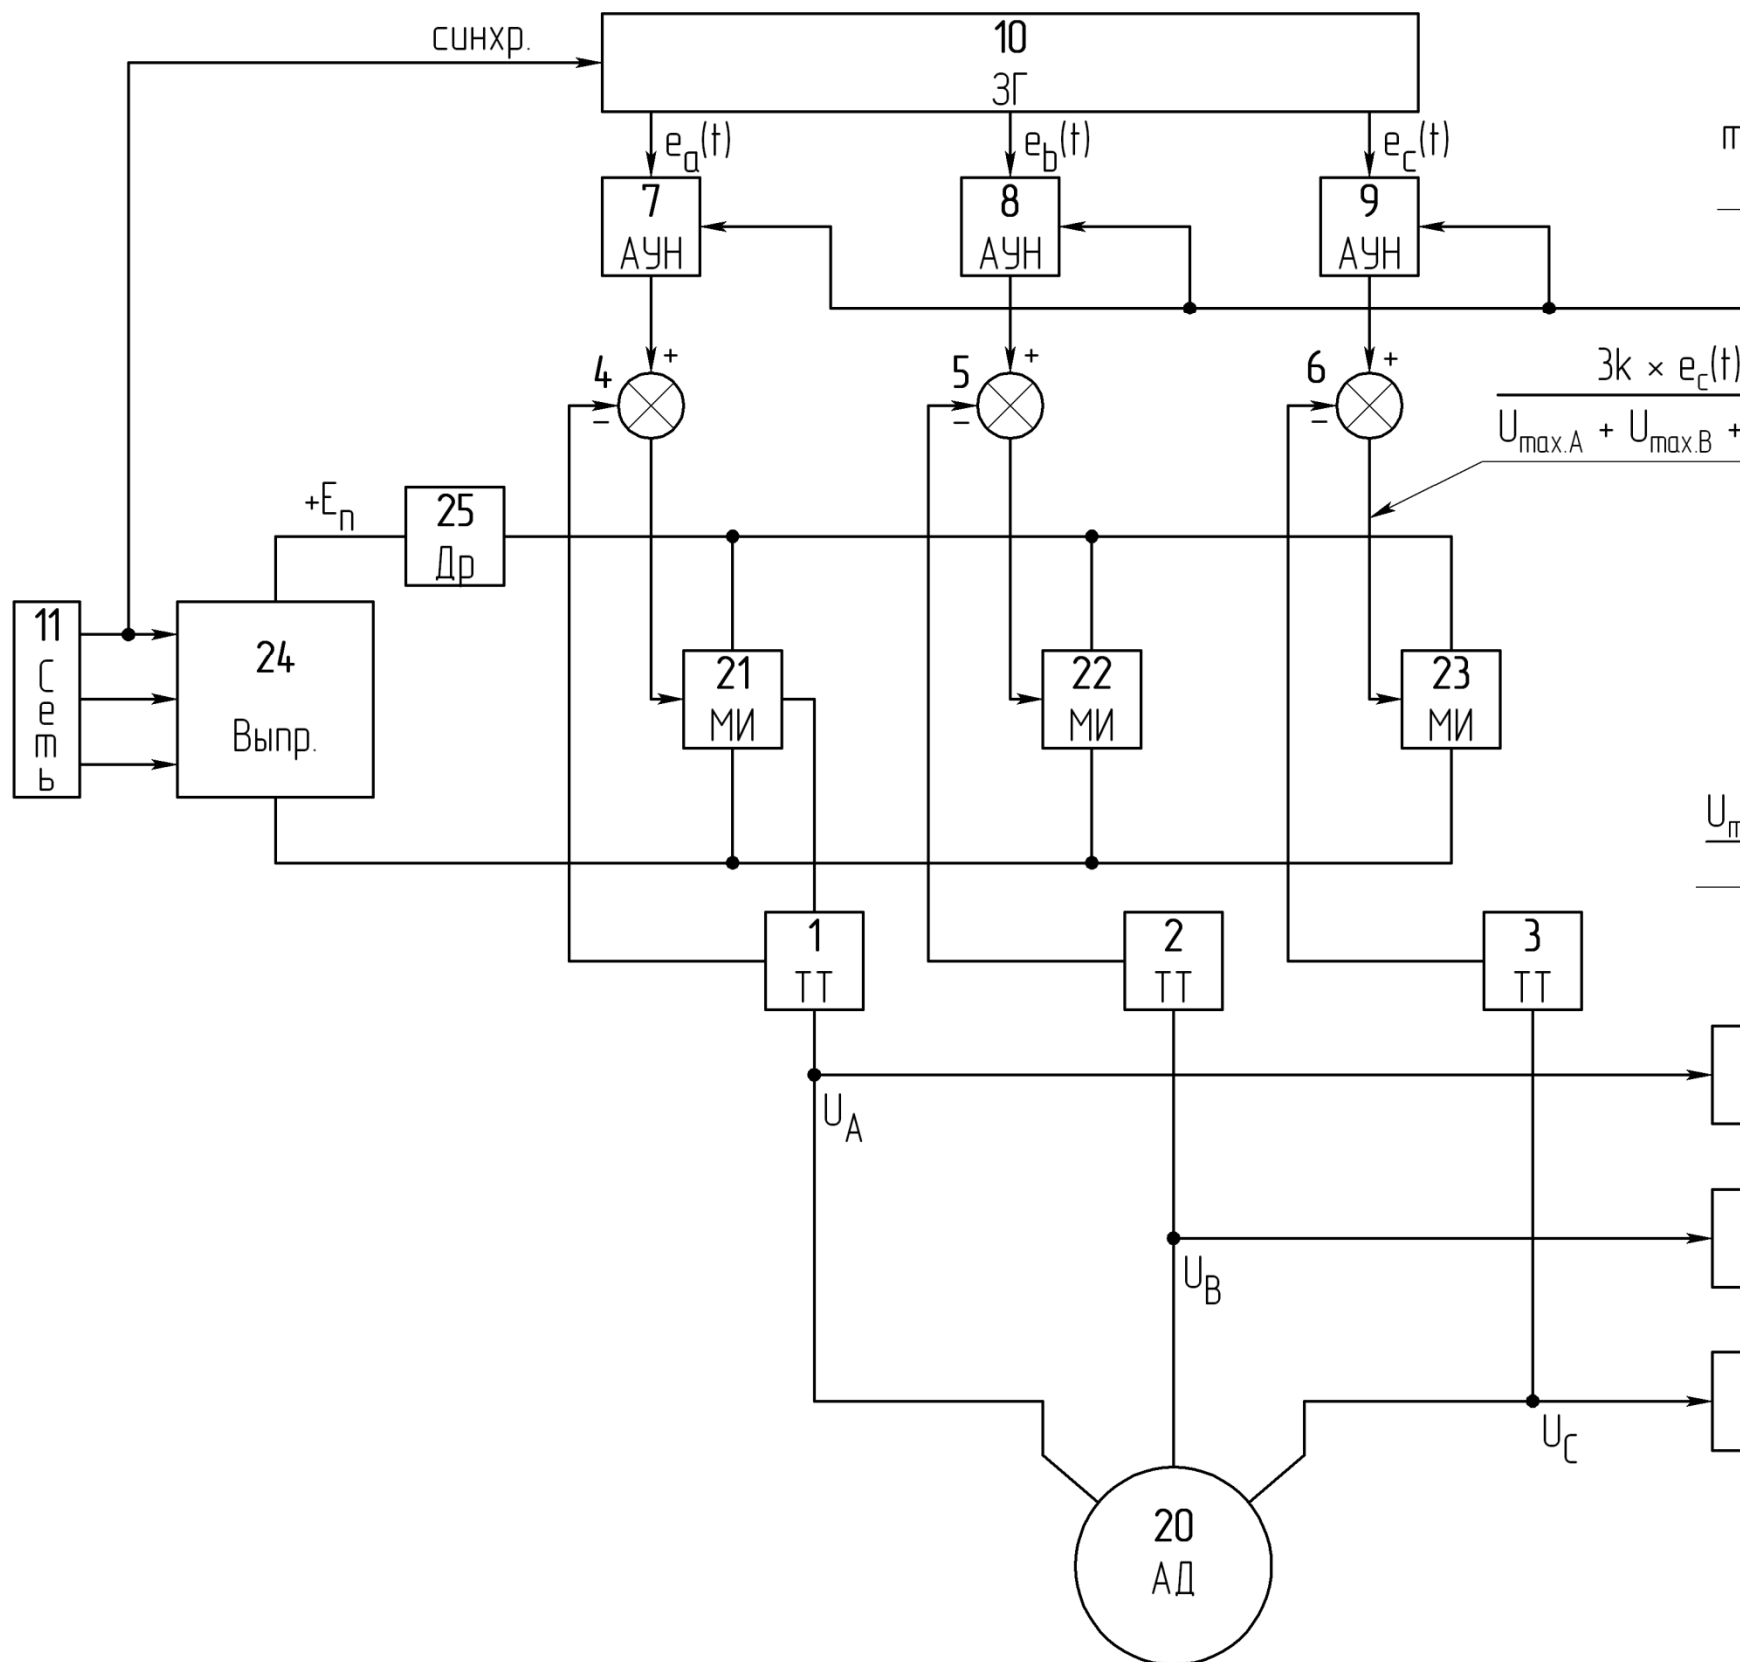 синхр.
10
ЗГ
e_a(t)
e_b(t)
e_c(t)
7
АУН
8
АУН
9
АУН
4
+
−
5
+
−
6
+
−
3k × e_c(t)
U_max.A + U_max.B +
+E_п
25
Др
11
Сеть
24
Выпр.
21
МИ
22
МИ
23
МИ
1
ТТ
2
ТТ
3
ТТ
U_A
U_B
U_C
20
АД